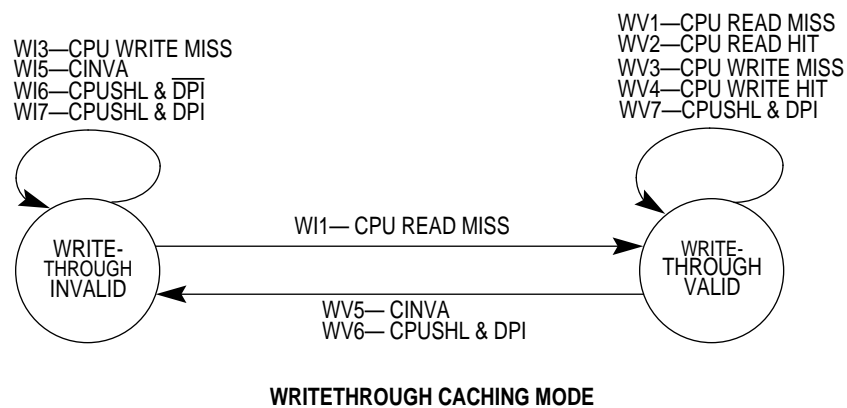 WI3—CPU WRITE MISS
WI5—CINVA
WI6—CPUSHL & D̅P̅I̅
WI7—CPUSHL & DPI
WV1—CPU READ MISS
WV2—CPU READ HIT
WV3—CPU WRITE MISS
WV4—CPU WRITE HIT
WV7—CPUSHL & DPI
WI1— CPU READ MISS
WRITE-
THROUGH
INVALID
WRITE-
THROUGH
VALID
WV5— CINVA
WV6— CPUSHL & DPI
WRITETHROUGH CACHING MODE